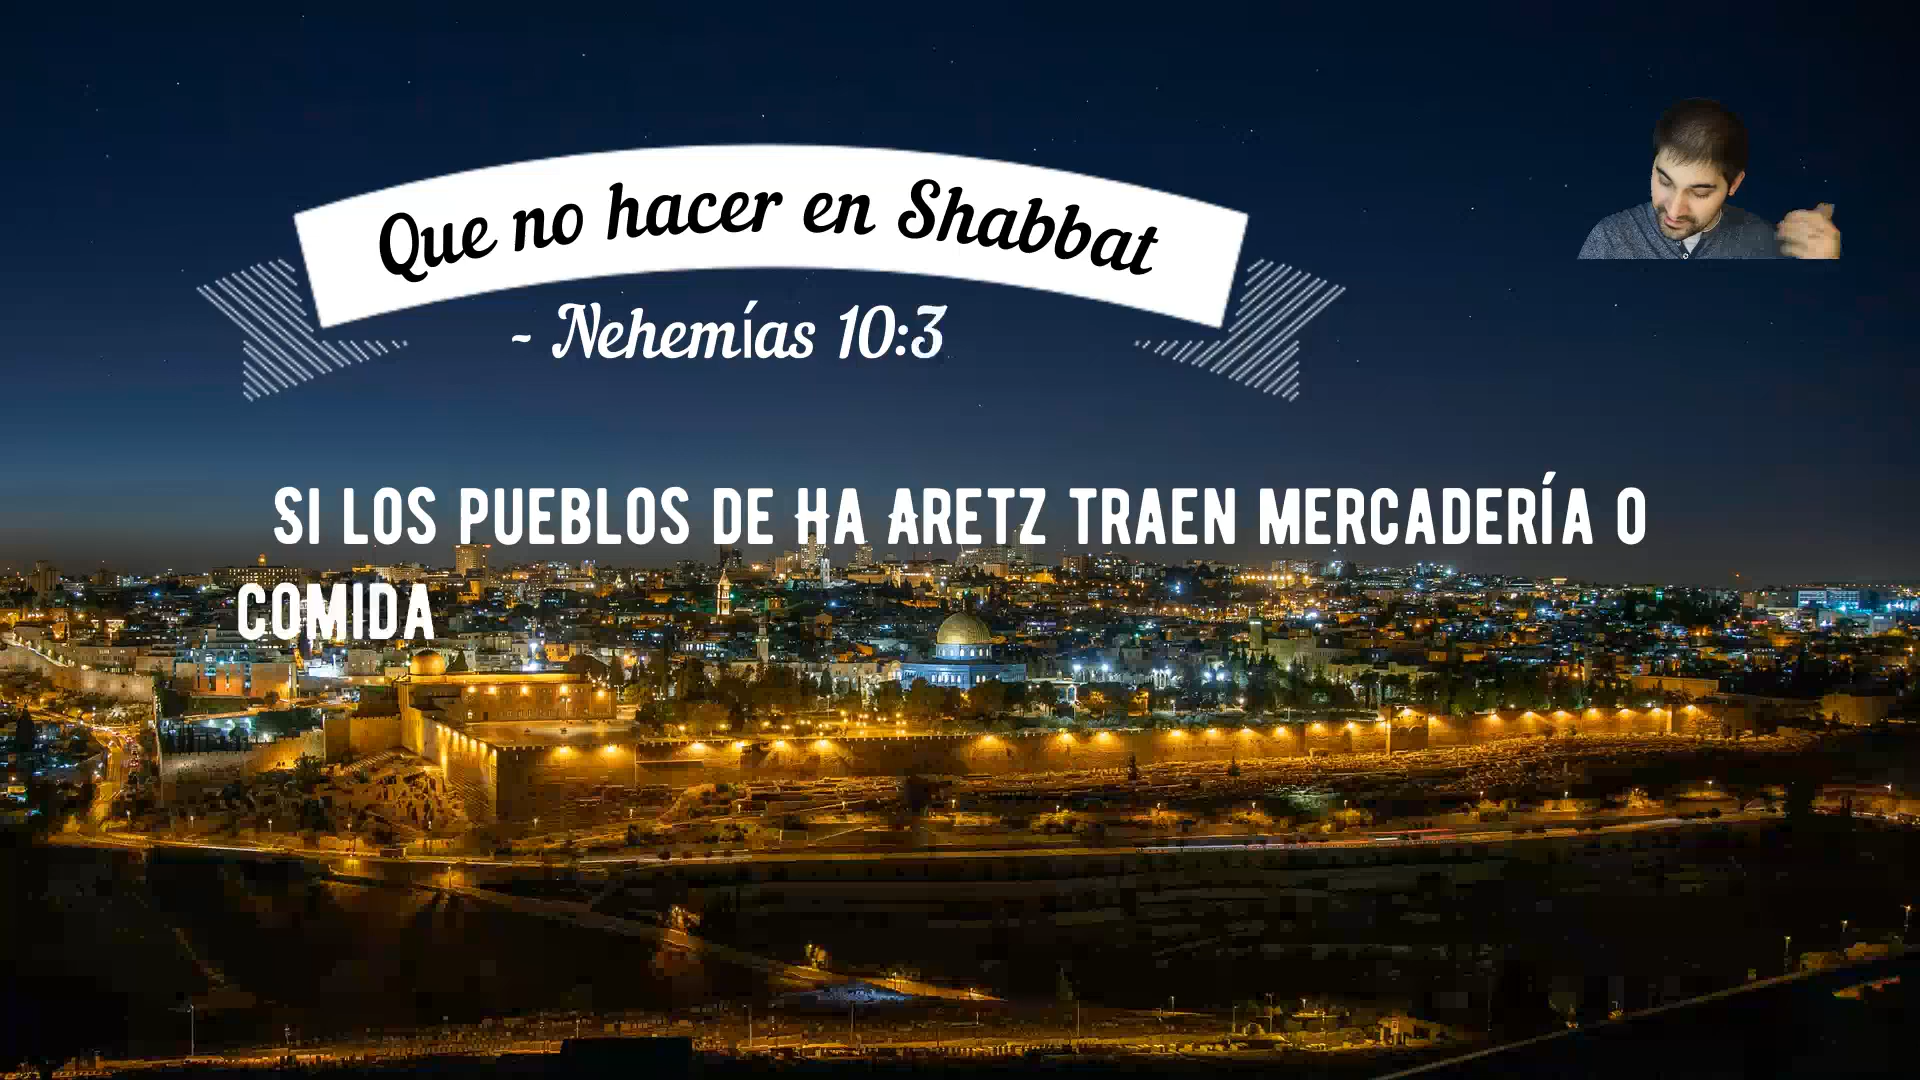 Que no hacer en Shabbat
- Nehemías 10:3
SI LOS PUEBLOS DE HA ARETZ TRAEN MERCADERÍA O
COMIDA